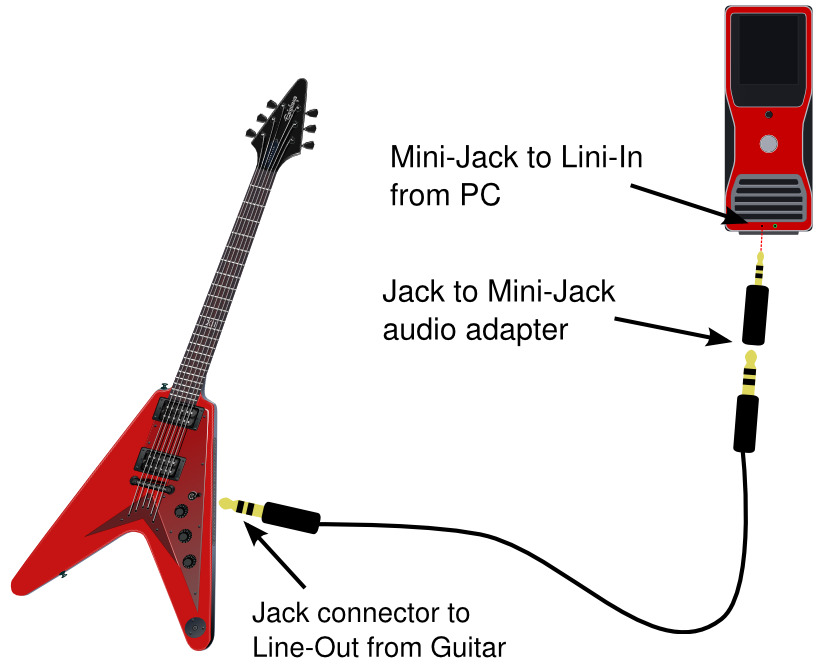 Epiphone
Mini-Jack to Lini-In
from PC
Jack to Mini-Jack
audio adapter
Jack connector to
Line-Out from Guitar